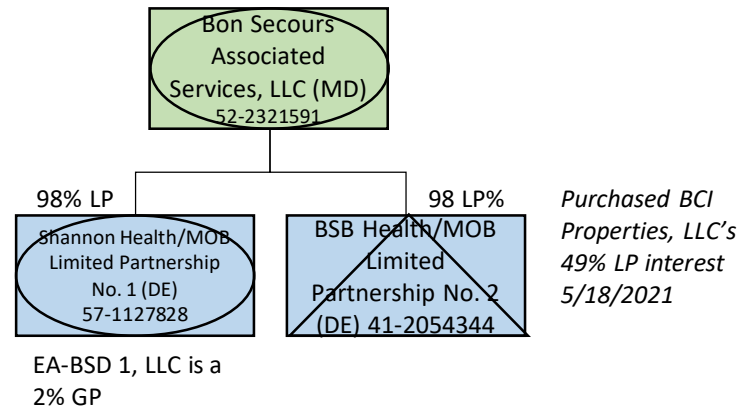 Bon Secours
Associated
Services, LLC (MD)
52-2321591
98% LP
98 LP%
Shannon Health/MOB
Limited Partnership
No. 1 (DE)
57-1127828
BSB Health/MOB
Limited
Partnership No. 2
(DE) 41-2054344
Purchased BCI
Properties, LLC’s
49% LP interest
5/18/2021
EA-BSD 1, LLC is a
2% GP